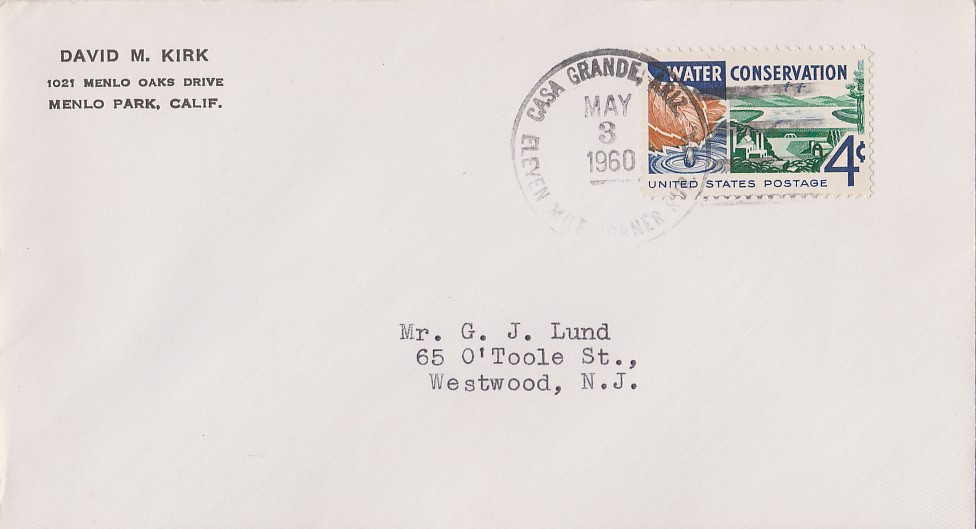 DAVID M. KIRK
1021 MENLO OAKS DRIVE
MENLO PARK, CALIF.
CASA GRANDE, ARIZ
MAY
3
1960
ELEVEN MILE CORNER
WATER CONSERVATION
4¢
UNITED STATES POSTAGE
Mr. G. J. Lund
65 O'Toole St.,
Westwood, N.J.